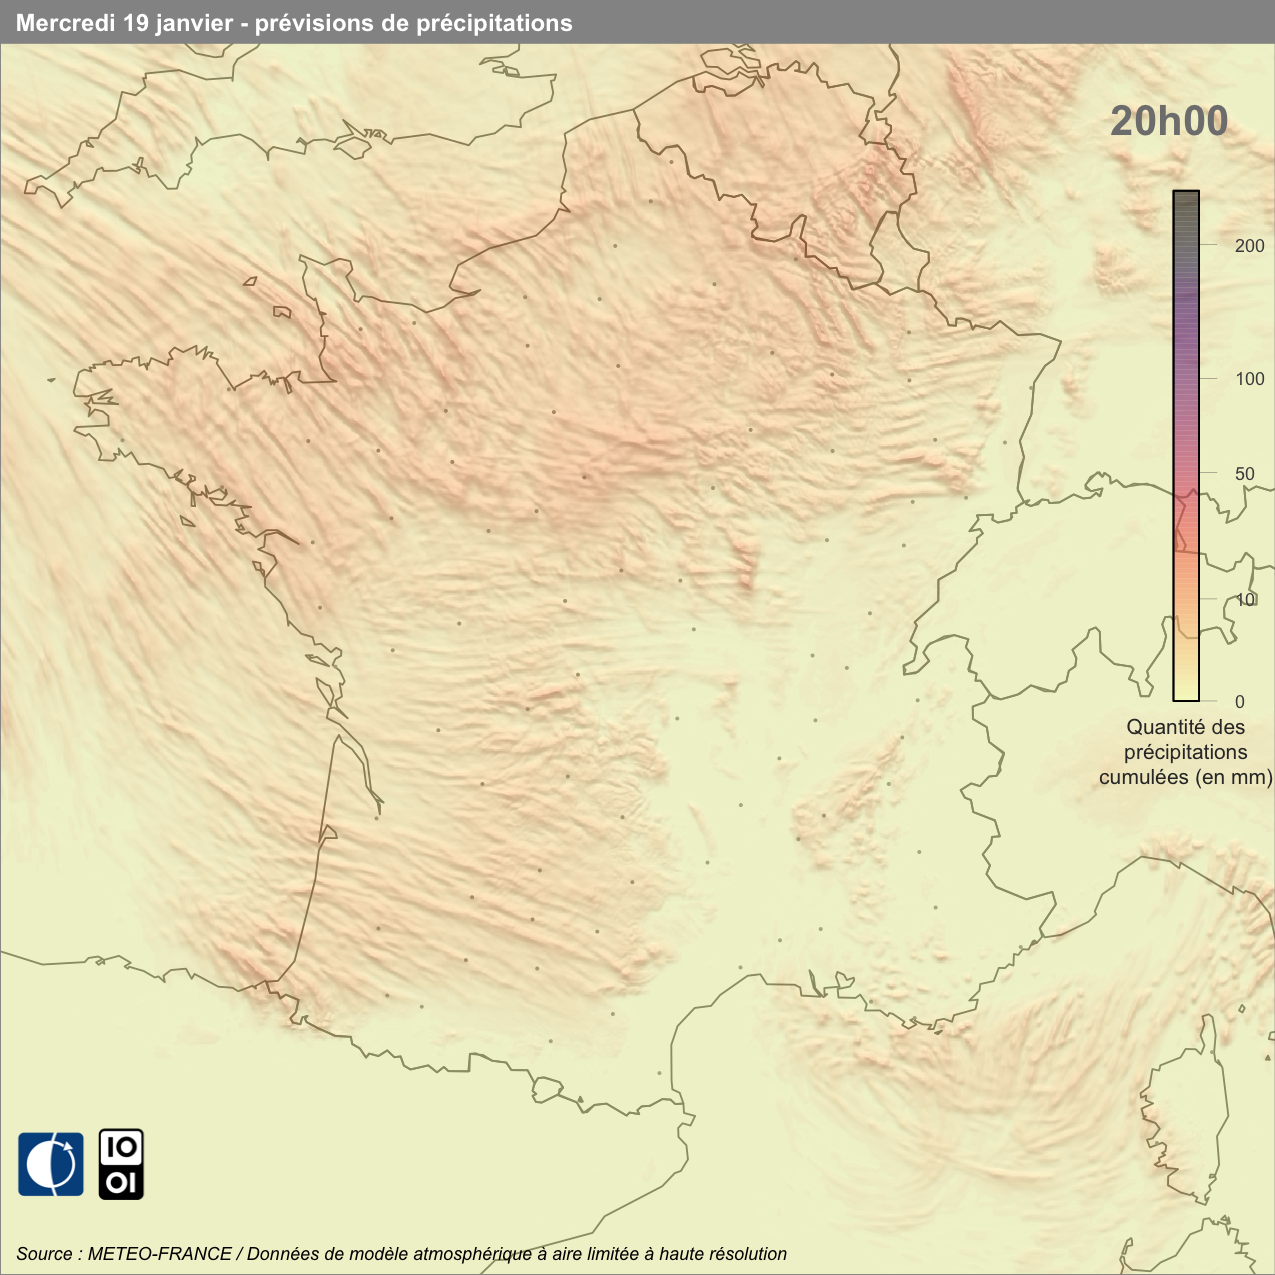 Mercredi 19 janvier - prévisions de précipitations
20h00
200
100
50
10
0
Quantité des
précipitations
cumulées (en mm)
IO
OI
Source : METEO-FRANCE / Données de modèle atmosphérique à aire limitée à haute résolution